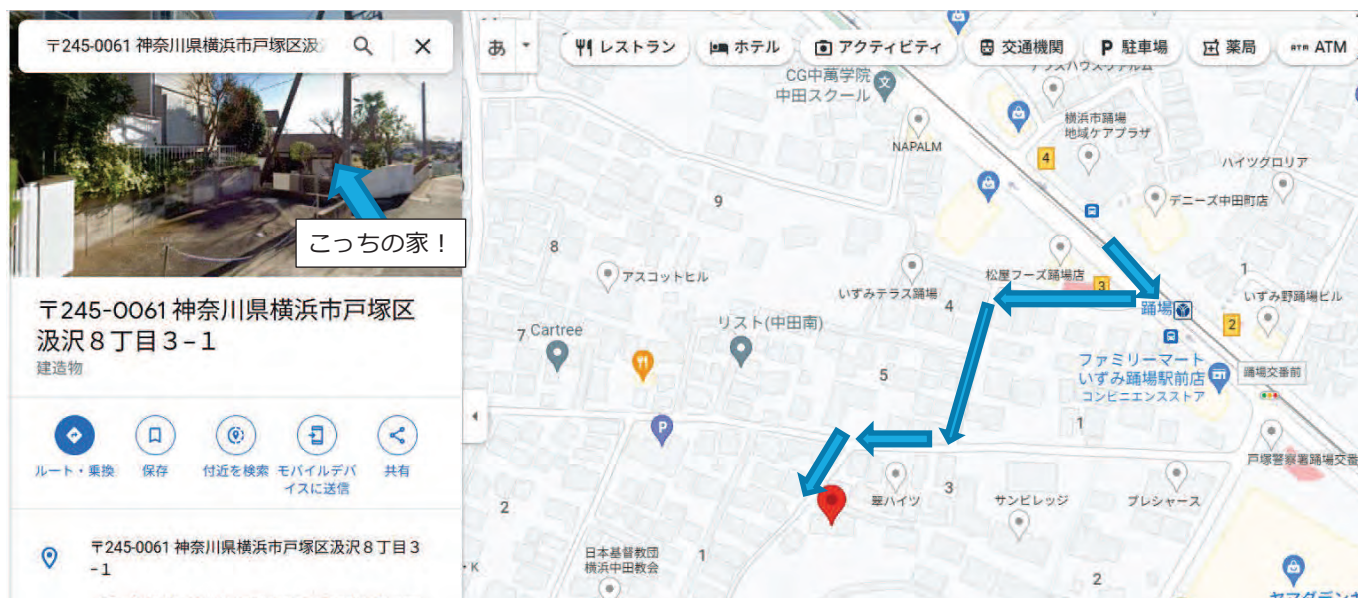 〒245-0061 神奈川県横浜市戸塚区汲
こっちの家！
〒245-0061 神奈川県横浜市戸塚区
汲沢８丁目３−１
建造物
ルート・乗換
保存
付近を検索
モバイルデバ
イスに送信
共有
〒245-0061 神奈川県横浜市戸塚区汲沢８丁目３
−１
あ
レストラン
ホテル
アクティビティ
交通機関
P 駐車場
薬局
ATM ATM
CG中萬学院
中田スクール
NAPALM
横浜市踊場
地域ケアプラザ
4
ハイツグロリア
デニーズ中田町店
9
8
アスコットヒル
いずみテラス踊場
松屋フーズ踊場店
3
4
1
いずみ野踊場ビル
踊場
2
7
Cartree
リスト(中田南)
ファミリーマート
いずみ踊場駅前店
コンビニエンスストア
踊場交番前
5
P
1
戸塚警察署踊場交番
翠ハイツ
3
サンビレッジ
プレシャース
2
日本基督教団
横浜中田教会
1
・K
2
ヤマダデンキ